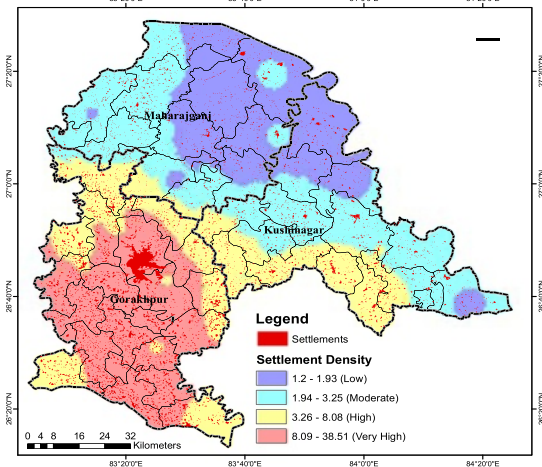 27°20'0"N
27°0'0"N
26°40'0"N
26°20'0"N
Maharajganj
Kushinagar
Gorakhpur
Legend
Settlements
Settlement Density
1.2 - 1.93 (Low)
1.94 - 3.25 (Moderate)
3.26 - 8.08 (High)
8.09 - 38.51 (Very High)
0 4 8 16 24 32
Kilometers
83°20'0"E 83°40'0"E 84°0'0"E 84°20'0"E